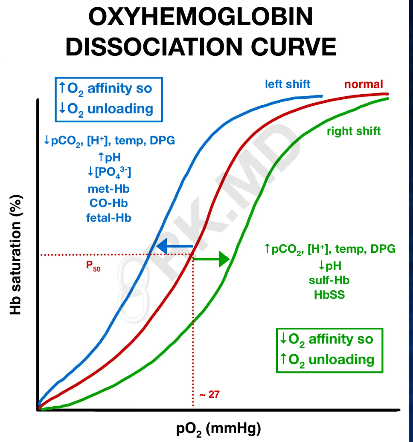 OXYHEMOGLOBIN
DISSOCIATION CURVE
↑O₂ affinity so
↓O₂ unloading
left shift
normal
right shift
↓pCO₂, [H⁺], temp, DPG
↑pH
↓[PO₄³⁻]
met-Hb
CO-Hb
fetal-Hb
P₅₀
↑pCO₂, [H⁺], temp, DPG
↓pH
sulf-Hb
HbSS
↓O₂ affinity so
↑O₂ unloading
~ 27
Hb saturation (%)
pO₂ (mmHg)
RK.MD